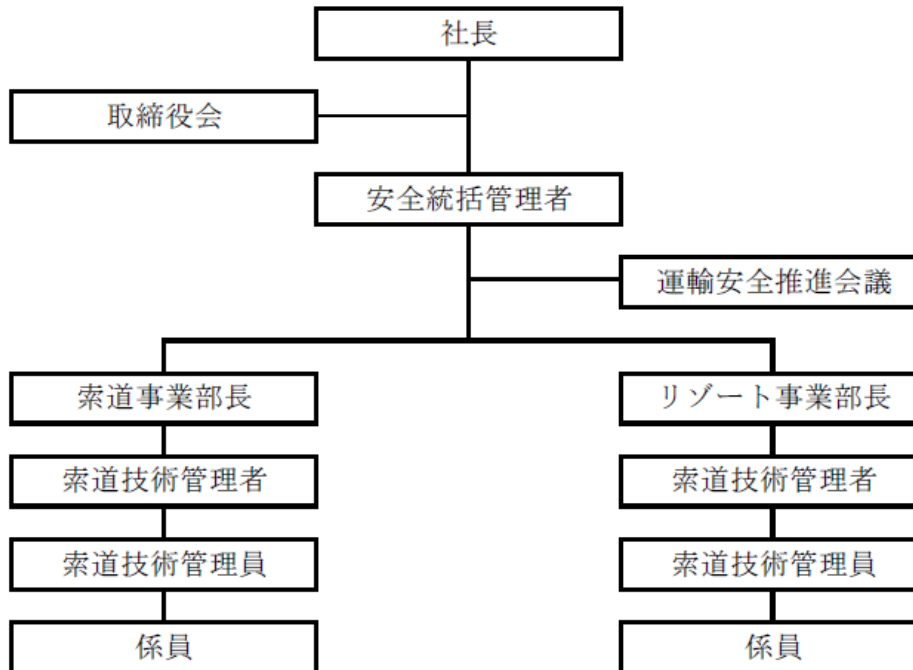 社長
取締役会
安全統括管理者
運輸安全推進会議
索道事業部長
リゾート事業部長
索道技術管理者
索道技術管理者
索道技術管理員
索道技術管理員
係員
係員